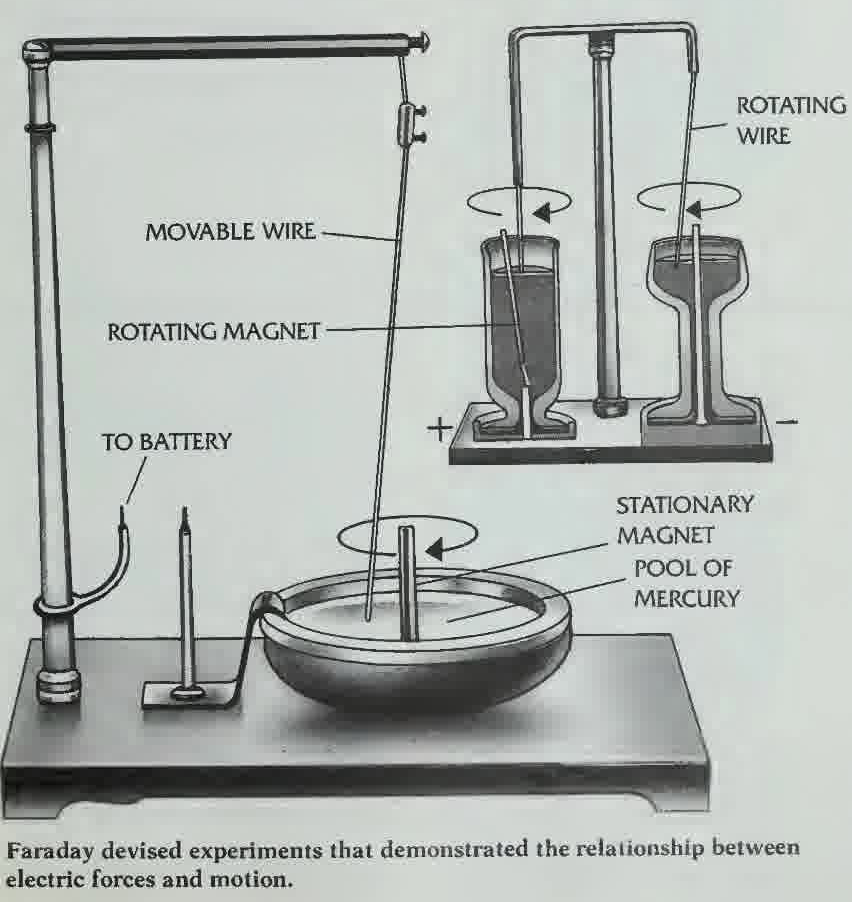 ROTATING
WIRE
MOVABLE WIRE
ROTATING MAGNET
+
−
TO BATTERY
STATIONARY
MAGNET
POOL OF
MERCURY
Faraday devised experiments that demonstrated the relationship between
electric forces and motion.